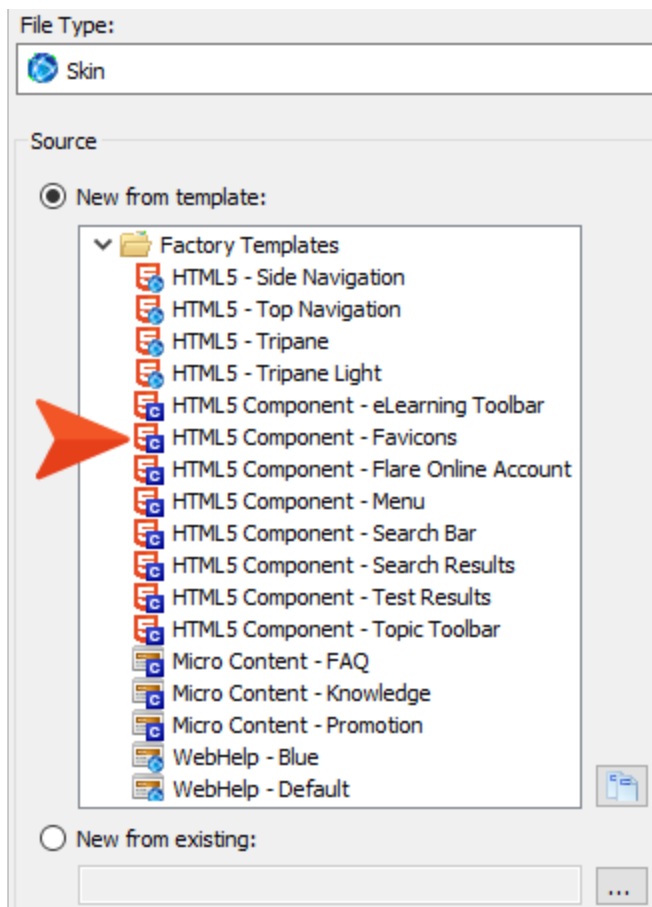 File Type:
Skin
Source
New from template:
Factory Templates
HTML5 - Side Navigation
HTML5 - Top Navigation
HTML5 - Tripane
HTML5 - Tripane Light
HTML5 Component - eLearning Toolbar
HTML5 Component - Favicons
HTML5 Component - Flare Online Account
HTML5 Component - Menu
HTML5 Component - Search Bar
HTML5 Component - Search Results
HTML5 Component - Test Results
HTML5 Component - Topic Toolbar
Micro Content - FAQ
Micro Content - Knowledge
Micro Content - Promotion
WebHelp - Blue
WebHelp - Default
New from existing:
...